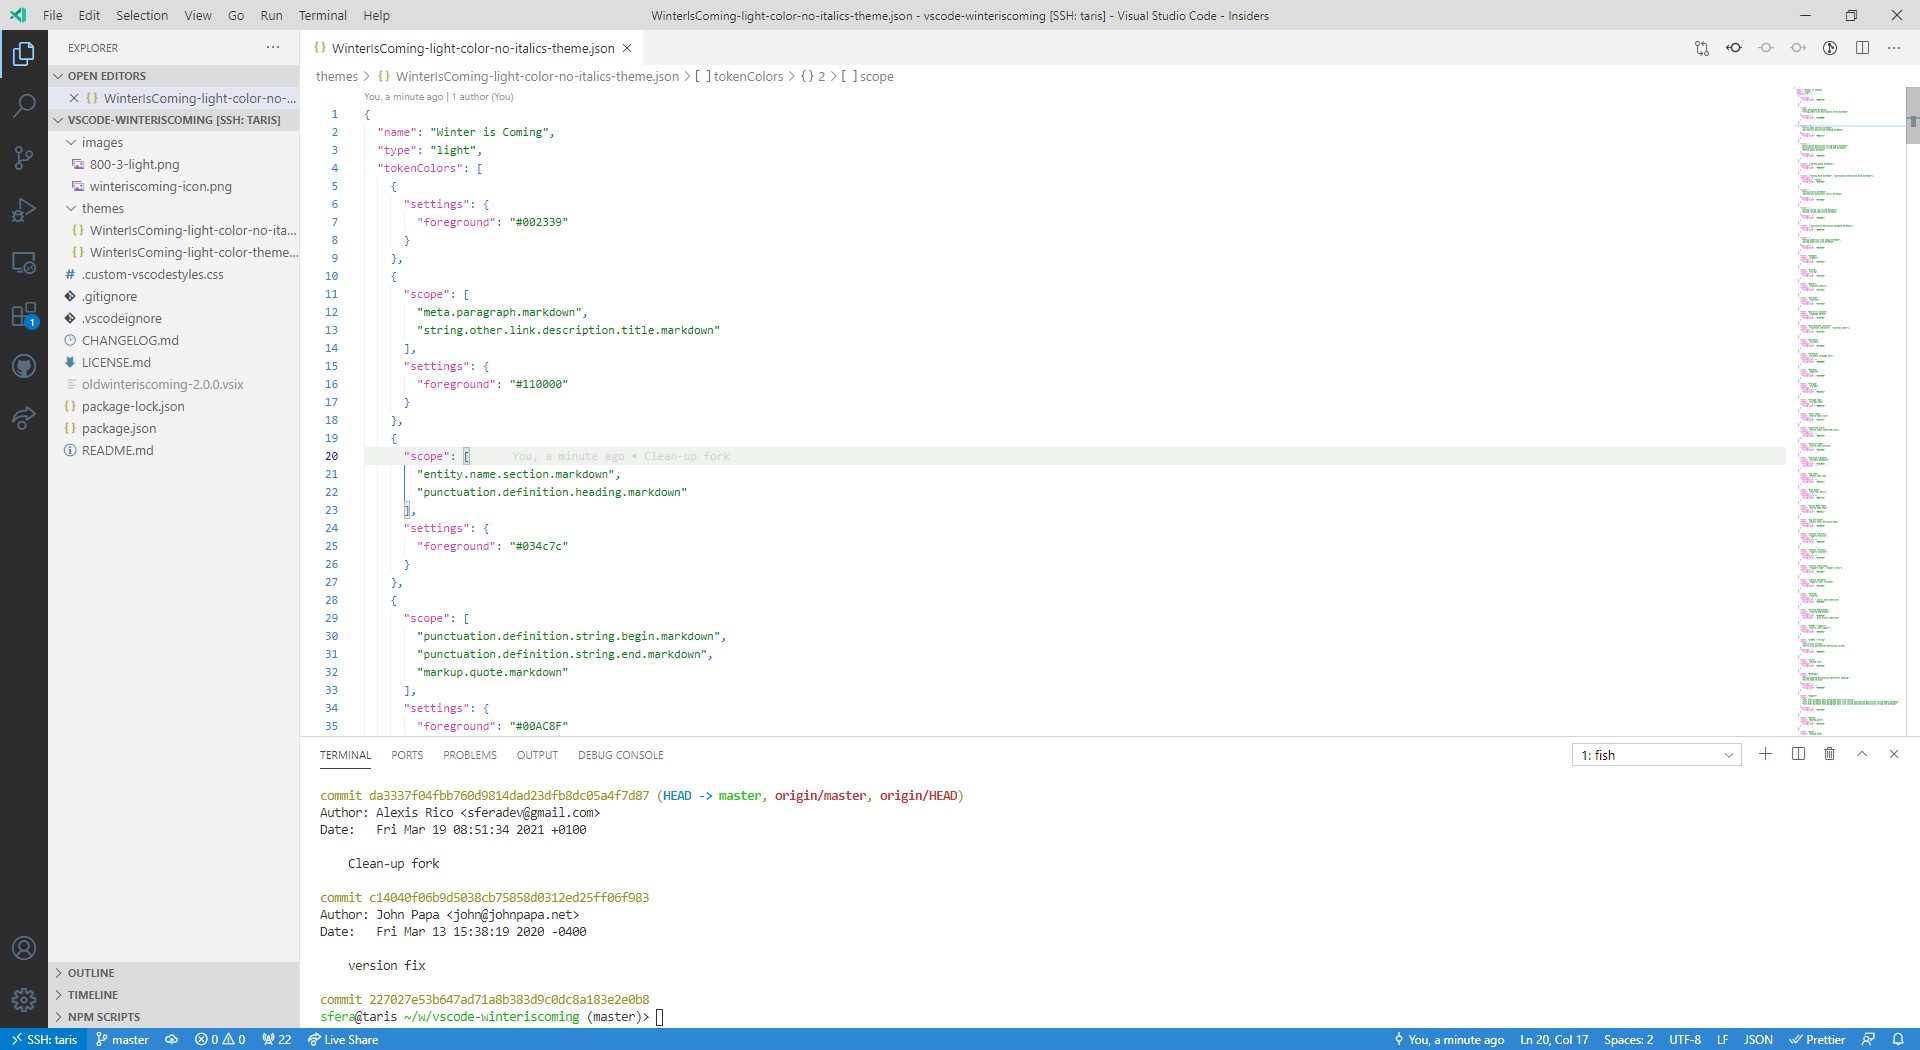 File Edit Selection View Go Run Terminal Help
WinterIsComing-light-color-no-italics-theme.json - vscode-winteriscoming [SSH: taris] - Visual Studio Code - Insiders
EXPLORER
OPEN EDITORS
WinterIsComing-light-color-no-...
VSCODE-WINTERISCOMING [SSH: TARIS]
images
800-3-light.png
winteriscoming-icon.png
themes
WinterIsComing-light-color-no-ita...
WinterIsComing-light-color-theme...
# .custom-vscodestyles.css
.gitignore
.vscodeignore
CHANGELOG.md
LICENSE.md
oldwinteriscoming-2.0.0.vsix
{} package-lock.json
{} package.json
README.md
1
OUTLINE
TIMELINE
NPM SCRIPTS
{} WinterIsComing-light-color-no-italics-theme.json
themes > {} WinterIsComing-light-color-no-italics-theme.json > [ ] tokenColors > {} 2 > [ ] scope
You, a minute ago | 1 author (You)
1 {
2 "name": "Winter is Coming",
3 "type": "light",
4 "tokenColors": [
5 {
6 "settings": {
7 "foreground": "#002339"
8 }
9 },
10 {
11 "scope": [
12 "meta.paragraph.markdown",
13 "string.other.link.description.title.markdown"
14 ],
15 "settings": {
16 "foreground": "#110000"
17 }
18 },
19 {
20 "scope": [ You, a minute ago • Clean-up fork
21 "entity.name.section.markdown",
22 "punctuation.definition.heading.markdown"
23 ],
24 "settings": {
25 "foreground": "#034c7c"
26 }
27 },
28 {
29 "scope": [
30 "punctuation.definition.string.begin.markdown",
31 "punctuation.definition.string.end.markdown",
32 "markup.quote.markdown"
33 ],
34 "settings": {
35 "foreground": "#00AC8F"
TERMINAL PORTS PROBLEMS OUTPUT DEBUG CONSOLE
1: fish
commit da3337f04fbb760d9814dad23dfb8dc05a4f7d87 (HEAD -> master, origin/master, origin/HEAD)
Author: Alexis Rico <sferadev@gmail.com>
Date: Fri Mar 19 08:51:34 2021 +0100
Clean-up fork
commit c14040f06b9d5038cb75858d0312ed25ff06f983
Author: John Papa <john@johnpapa.net>
Date: Fri Mar 13 15:38:19 2020 -0400
version fix
commit 227027e53b647ad71a8b383d9c0dc8a183e2e0b8
sfera@taris ~/w/vscode-winteriscoming (master)>
SSH: taris master 0 0 22 Live Share
You, a minute ago Ln 20, Col 17 Spaces: 2 UTF-8 LF JSON Prettier